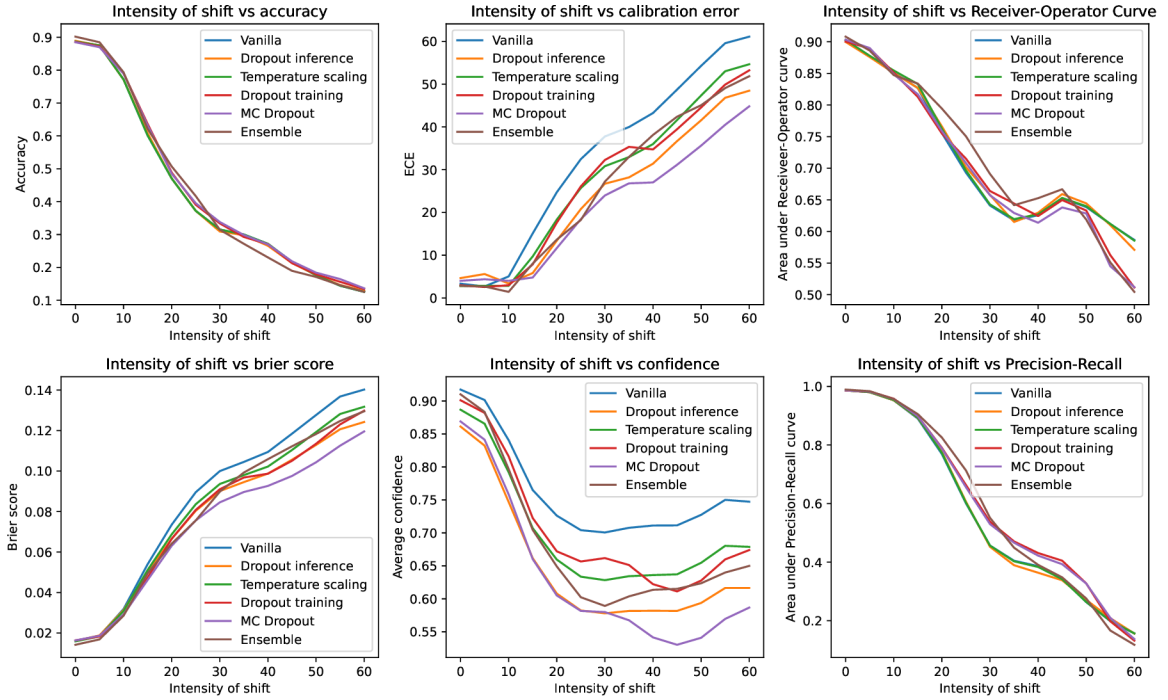 Intensity of shift vs accuracy
Accuracy
0.9
0.8
0.7
0.6
0.5
0.4
0.3
0.2
0.1
Vanilla
Dropout inference
Temperature scaling
Dropout training
MC Dropout
Ensemble
0 10 20 30 40 50 60
Intensity of shift
Intensity of shift vs calibration error
ECE
60
50
40
30
20
10
0
Vanilla
Dropout inference
Temperature scaling
Dropout training
MC Dropout
Ensemble
0 10 20 30 40 50 60
Intensity of shift
Intensity of shift vs Receiver-Operator Curve
Area under Receiveer-Operator curve
0.90
0.85
0.80
0.75
0.70
0.65
0.60
0.55
0.50
Vanilla
Dropout inference
Temperature scaling
Dropout training
MC Dropout
Ensemble
0 10 20 30 40 50 60
Intensity of shift
Intensity of shift vs brier score
Brier score
0.14
0.12
0.10
0.08
0.06
0.04
0.02
Vanilla
Dropout inference
Temperature scaling
Dropout training
MC Dropout
Ensemble
0 10 20 30 40 50 60
Intensity of shift
Intensity of shift vs confidence
Average confidence
0.90
0.85
0.80
0.75
0.70
0.65
0.60
0.55
Vanilla
Dropout inference
Temperature scaling
Dropout training
MC Dropout
Ensemble
0 10 20 30 40 50 60
Intensity of shift
Intensity of shift vs Precision-Recall
Area under Precision-Recall curve
1.0
0.8
0.6
0.4
0.2
Vanilla
Dropout inference
Temperature scaling
Dropout training
MC Dropout
Ensemble
0 10 20 30 40 50 60
Intensity of shift